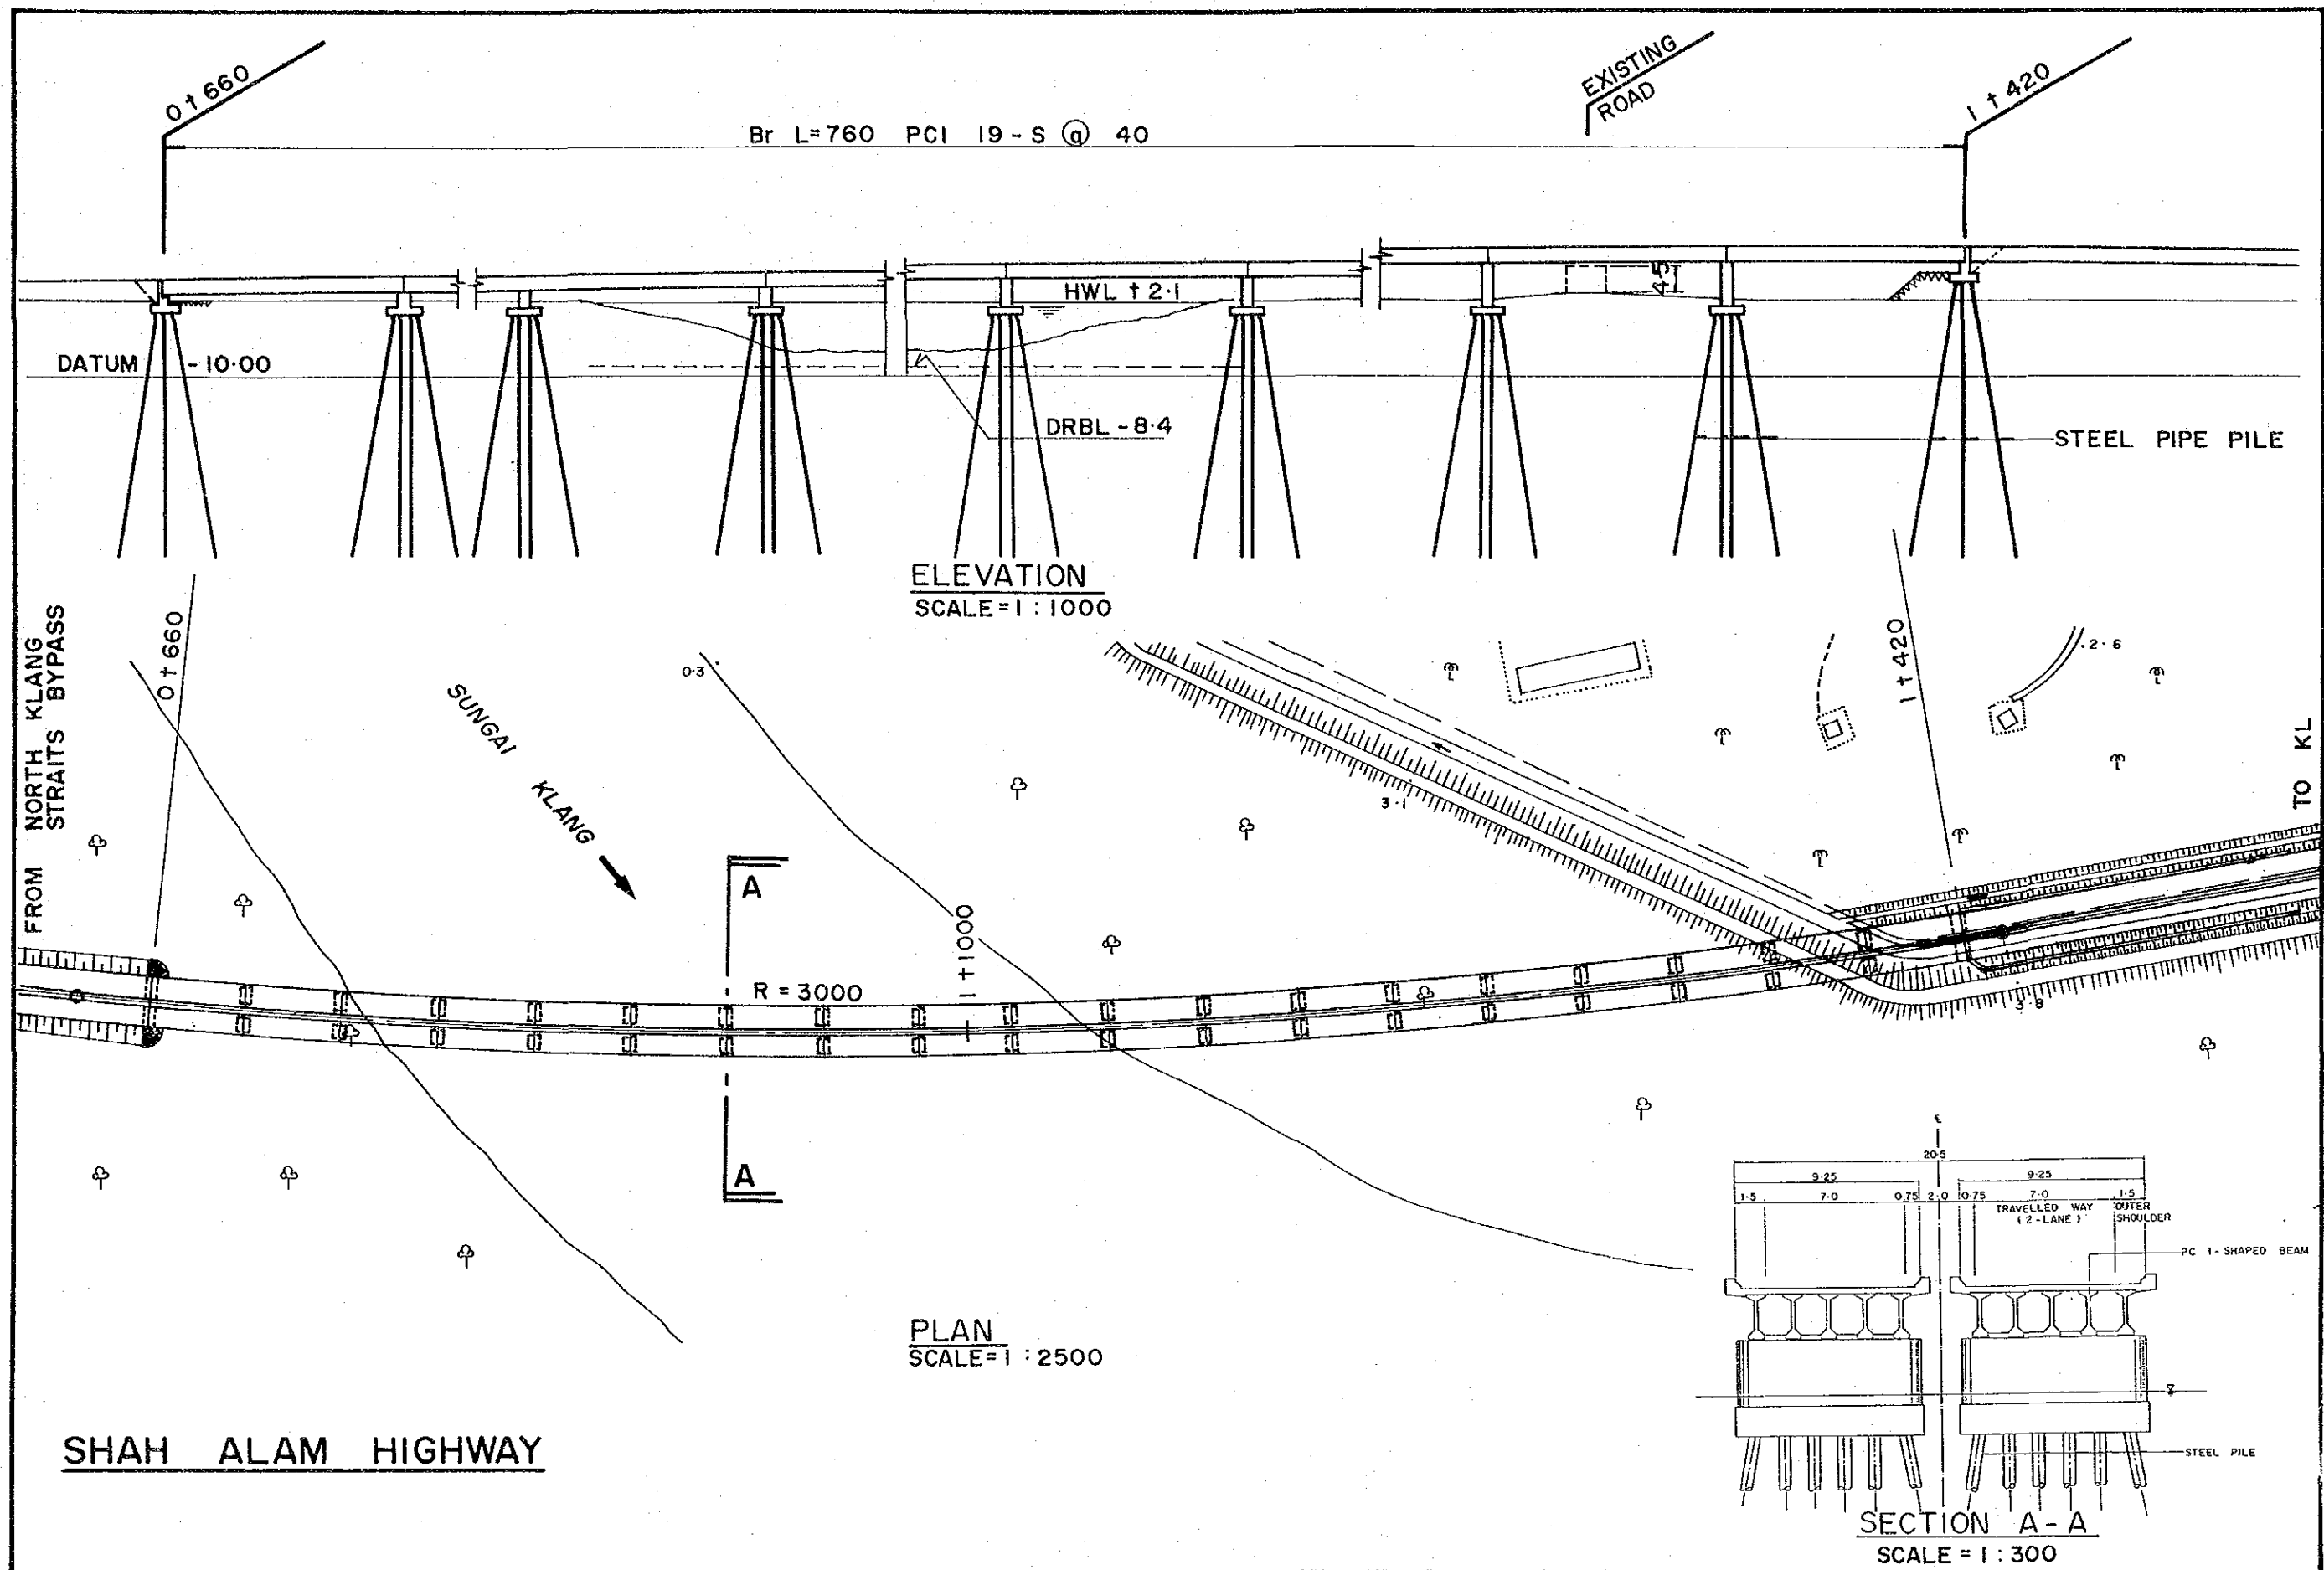 0+660
EXISTING
ROAD
1+420
Br L=760 PCI 19-S @ 40
HWL +2.1
4.5
DATUM -10.00
DRBL -8.4
STEEL PIPE PILE
ELEVATION
SCALE=1:1000
FROM NORTH KLANG
STRAITS BYPASS
0+660
SUNGAI KLANG
0.3
3.1
1+420
2.6
TO KL
A
R=3000
1+000
3.8
A
PLAN
SCALE=1:2500
20.5
9.25 9.25
1.5 7.0 0.75 2.0 0.75 7.0 1.5
TRAVELLED WAY
(2-LANE)
OUTER
SHOULDER
PC I-SHAPED BEAM
STEEL PILE
SECTION A-A
SCALE=1:300
SHAH ALAM HIGHWAY